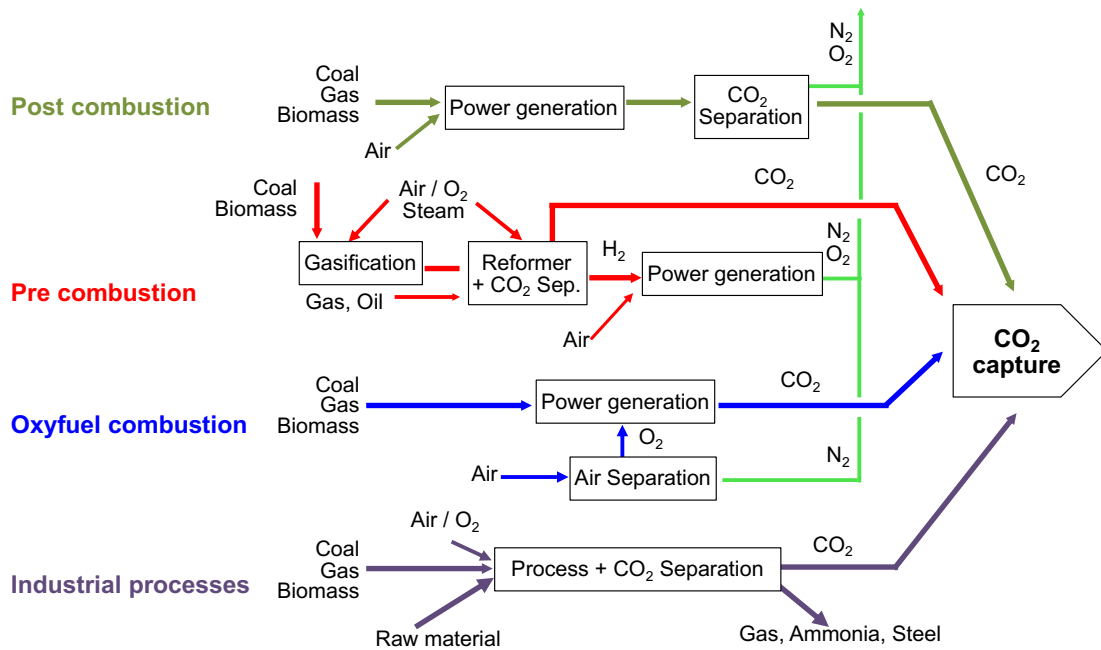 N₂
O₂
Coal
Gas
Biomass
Post combustion
Power generation
CO₂
Separation
Air
CO₂
CO₂
Coal
Biomass
Air / O₂
Steam
N₂
O₂
Gasification
H₂
Reformer
+ CO₂ Sep.
Power generation
Pre combustion
Gas, Oil
Air
CO₂
capture
Coal
Gas
Biomass
Power generation
CO₂
Oxyfuel combustion
O₂
Air
Air Separation
N₂
Air / O₂
Coal
Gas
Biomass
CO₂
Industrial processes
Process + CO₂ Separation
Raw material
Gas, Ammonia, Steel